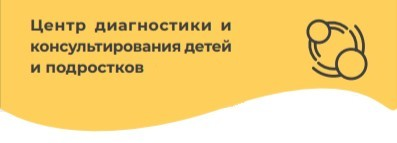 Центр диагностики и
консультирования детей
и подростков